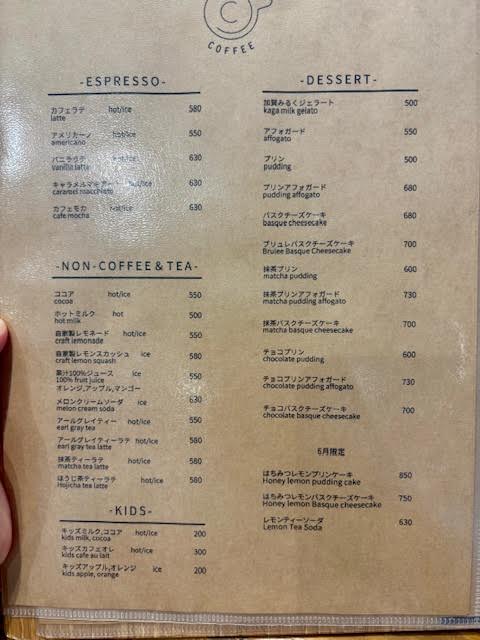 C
COFFEE
-ESPRESSO-
カフェラテ hot/ice 580
latte
アメリカーノ hot/ice 550
americano
バニララテ hot/ice 630
vanilla latte
キャラメルマキアート hot/ice 630
caramel macchiato
カフェモカ hot/ice 630
cafe mocha
-NON-COFFEE&TEA-
ココア hot/ice 550
cocoa
ホットミルク hot 500
hot milk
自家製レモネード hot/ice 550
craft lemonade
自家製レモンスカッシュ ice 580
craft lemon squash
果汁100%ジュース ice 550
100% fruit juice
オレンジ,アップル,マンゴー
メロンクリームソーダ ice 630
melon cream soda
アールグレイティー hot/ice 550
earl gray tea
アールグレイティーラテ hot/ice 580
earl gray tea latte
抹茶ティーラテ hot/ice 580
matcha tea latte
ほうじ茶ティーラテ hot/ice 580
Hojicha tea latte
-KIDS-
キッズミルク,ココア hot/ice 200
kids milk, cocoa
キッズカフェオレ hot/ice 300
kids cafe au lait
キッズアップル,オレンジ ice 200
kids apple, orange
-DESSERT-
加賀みるくジェラート 500
kaga milk gelato
アフォガード 550
affogato
プリン 500
pudding
プリンアフォガード 680
pudding affogato
バスクチーズケーキ 680
basque cheesecake
ブリュレバスクチーズケーキ 700
Brulee Basque Cheesecake
抹茶プリン 600
matcha pudding
抹茶プリンアフォガード 730
matcha pudding affogato
抹茶バスクチーズケーキ 700
matcha basque cheesecake
チョコプリン 600
chocolate pudding
チョコプリンアフォガード 730
chocolate pudding affogato
チョコバスクチーズケーキ 700
chocolate basque cheesecake
6月限定
はちみつレモンプリンケーキ 850
Honey lemon pudding cake
はちみつレモンバスクチーズケーキ 750
Honey lemon Basque cheesecake
レモンティーソーダ 630
Lemon Tea Soda